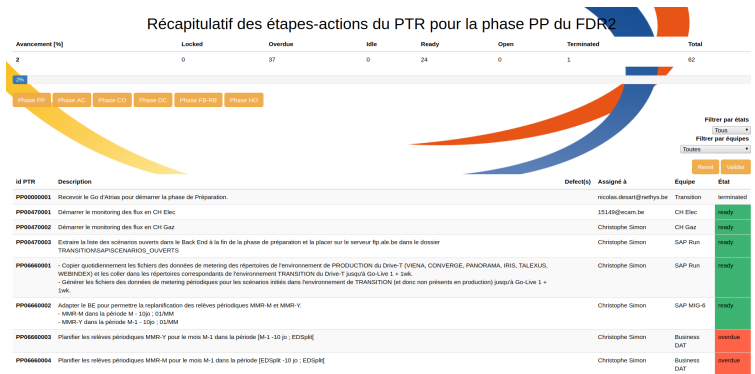 Récapitulatif des étapes-actions du PTR pour la phase PP du FDR2
Avancement [%] Locked Overdue Idle Ready Open Terminated Total
2 0 37 0 24 0 1 62
2%
Phase PP Phase AC Phase CO Phase DC Phase FB-RB Phase HO
Filtrer par états
Tous
Filtrer par équipes
Toutes
Reset Valider
id PTR Description Defect(s) Assigné à Équipe État
PP00000001 Recevoir le Go d'Atrias pour démarrer la phase de Préparation. nicolas.desart@nethys.be Transition terminated
PP00470001 Démarrer le monitoring des flux en CH Elec 15149@ecam.be CH Elec ready
PP00470002 Démarrer le monitoring des flux en CH Gaz Christophe Simon CH Gaz ready
PP00470003 Extraire la liste des scénarios ouverts dans le Back End à la fin de la phase de préparation et la placer sur le serveur ftp.ale.be dans le dossier Christophe Simon SAP Run ready
TRANSITION\SAP\SCENARIOS_OUVERTS
PP06660001 - Copier quotidiennement les fichiers des données de metering des répertoires de l'environnement de PRODUCTION du Drive-T (VIENA, CONVERGE, PANORAMA, IRIS, TALEXUS, Christophe Simon SAP Run ready
WEBINDEX) et les coller dans les répertoires correspondants de l'environnement TRANSITION du Drive-T jusqu'à Go-Live 1 + 1wk.
- Générer les fichiers des données de metering périodiques pour les scénarios initiés dans l'environnement de TRANSITION (et donc non présents en production) jusqu'à Go-Live 1 +
1wk.
PP06660002 Adapter le BE pour permettre la replanification des relèves périodiques MMR-M et MMR-Y. Christophe Simon SAP MIG-6 ready
- MMR-M dans la période M - 10jo ; 01/MM
- MMR-Y dans la période M-1 - 10jo ; 01/MM
PP06660003 Planifier les relèves périodiques MMR-Y pour le mois M-1 dans la période [M-1 -10 jo ; EDSplit[ Christophe Simon Business overdue
DAT
PP06660004 Planifier les relèves périodiques MMR-M pour le mois M-1 dans la période [EDSplit -10 jo ; EDSplit[ Christophe Simon Business overdue
DAT